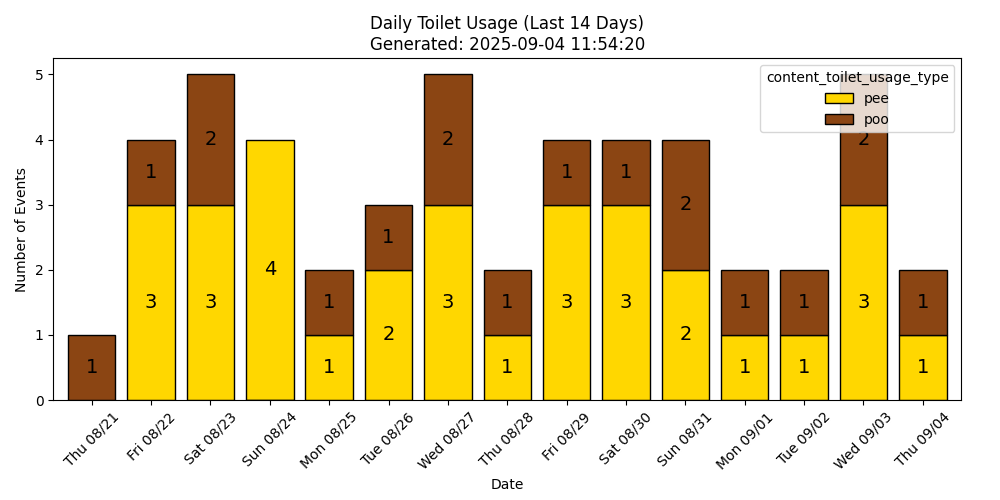 Daily Toilet Usage (Last 14 Days)
Generated: 2025-09-04 11:54:20
content_toilet_usage_type
pee
poo
Number of Events
5
4
3
2
1
0
1
3
1
3
2
4
1
1
2
1
3
2
1
1
3
1
3
1
2
2
1
1
1
1
3
2
1
1
Thu 08/21
Fri 08/22
Sat 08/23
Sun 08/24
Mon 08/25
Tue 08/26
Wed 08/27
Thu 08/28
Fri 08/29
Sat 08/30
Sun 08/31
Mon 09/01
Tue 09/02
Wed 09/03
Thu 09/04
Date